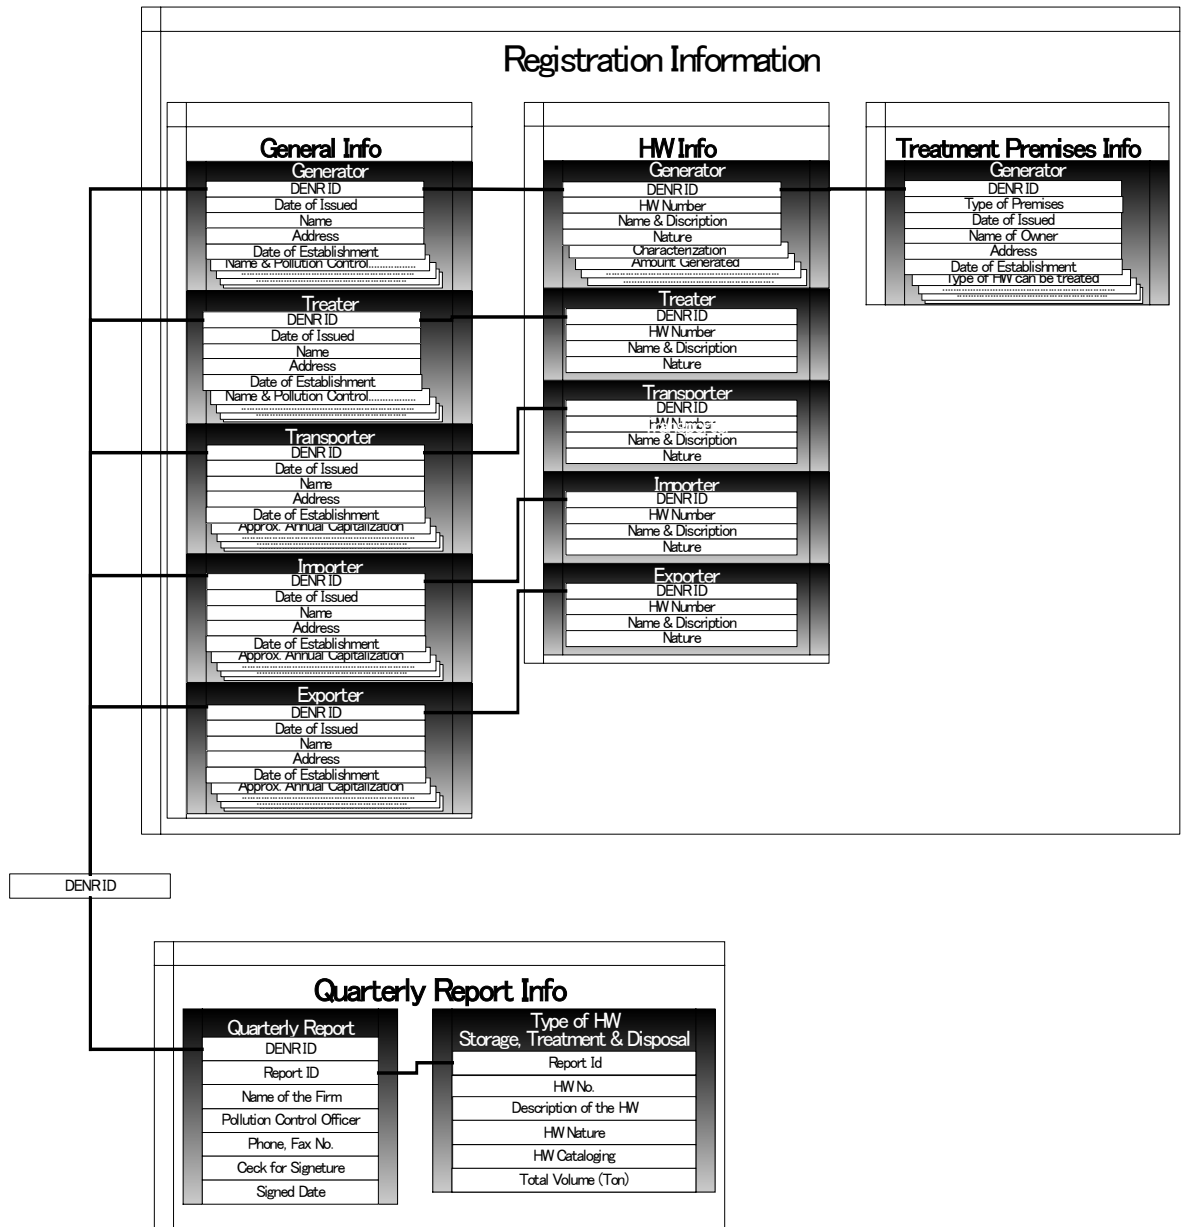 Registration Information
General Info
Generator
DENR ID
Date of Issued
Name
Address
Date of Establishment
Name & Pollution Control................
Treater
DENR ID
Date of Issued
Name
Address
Date of Establishment
Name & Pollution Control................
Transporter
DENR ID
Date of Issued
Name
Address
Date of Establishment
Approx. Annual Capitalization
Importer
DENR ID
Date of Issued
Name
Address
Date of Establishment
Approx. Annual Capitalization
Exporter
DENR ID
Date of Issued
Name
Address
Date of Establishment
Approx. Annual Capitalization
HW Info
Generator
DENR ID
HW Number
Name & Discription
Nature
Characterization
Amount Generated
Treater
DENR ID
HW Number
Name & Discription
Nature
Transporter
DENR ID
HW Number
Transporter
Name & Discription
Nature
Importer
DENR ID
HW Number
Name & Discription
Nature
Exporter
DENR ID
HW Number
Name & Discription
Nature
Treatment Premises Info
Generator
DENR ID
Type of Premises
Date of Issued
Name of Owner
Address
Date of Establishment
Type of HW can be treated
DENR ID
Quarterly Report Info
Quarterly Report
DENR ID
Report ID
Name of the Firm
Pollution Control Officer
Phone, Fax No.
Ceck for Signeture
Signed Date
Type of HW
Storage, Treatment & Disposal
Report Id
HW No.
Description of the HW
HW Nature
HW Cataloging
Total Volume (Ton)